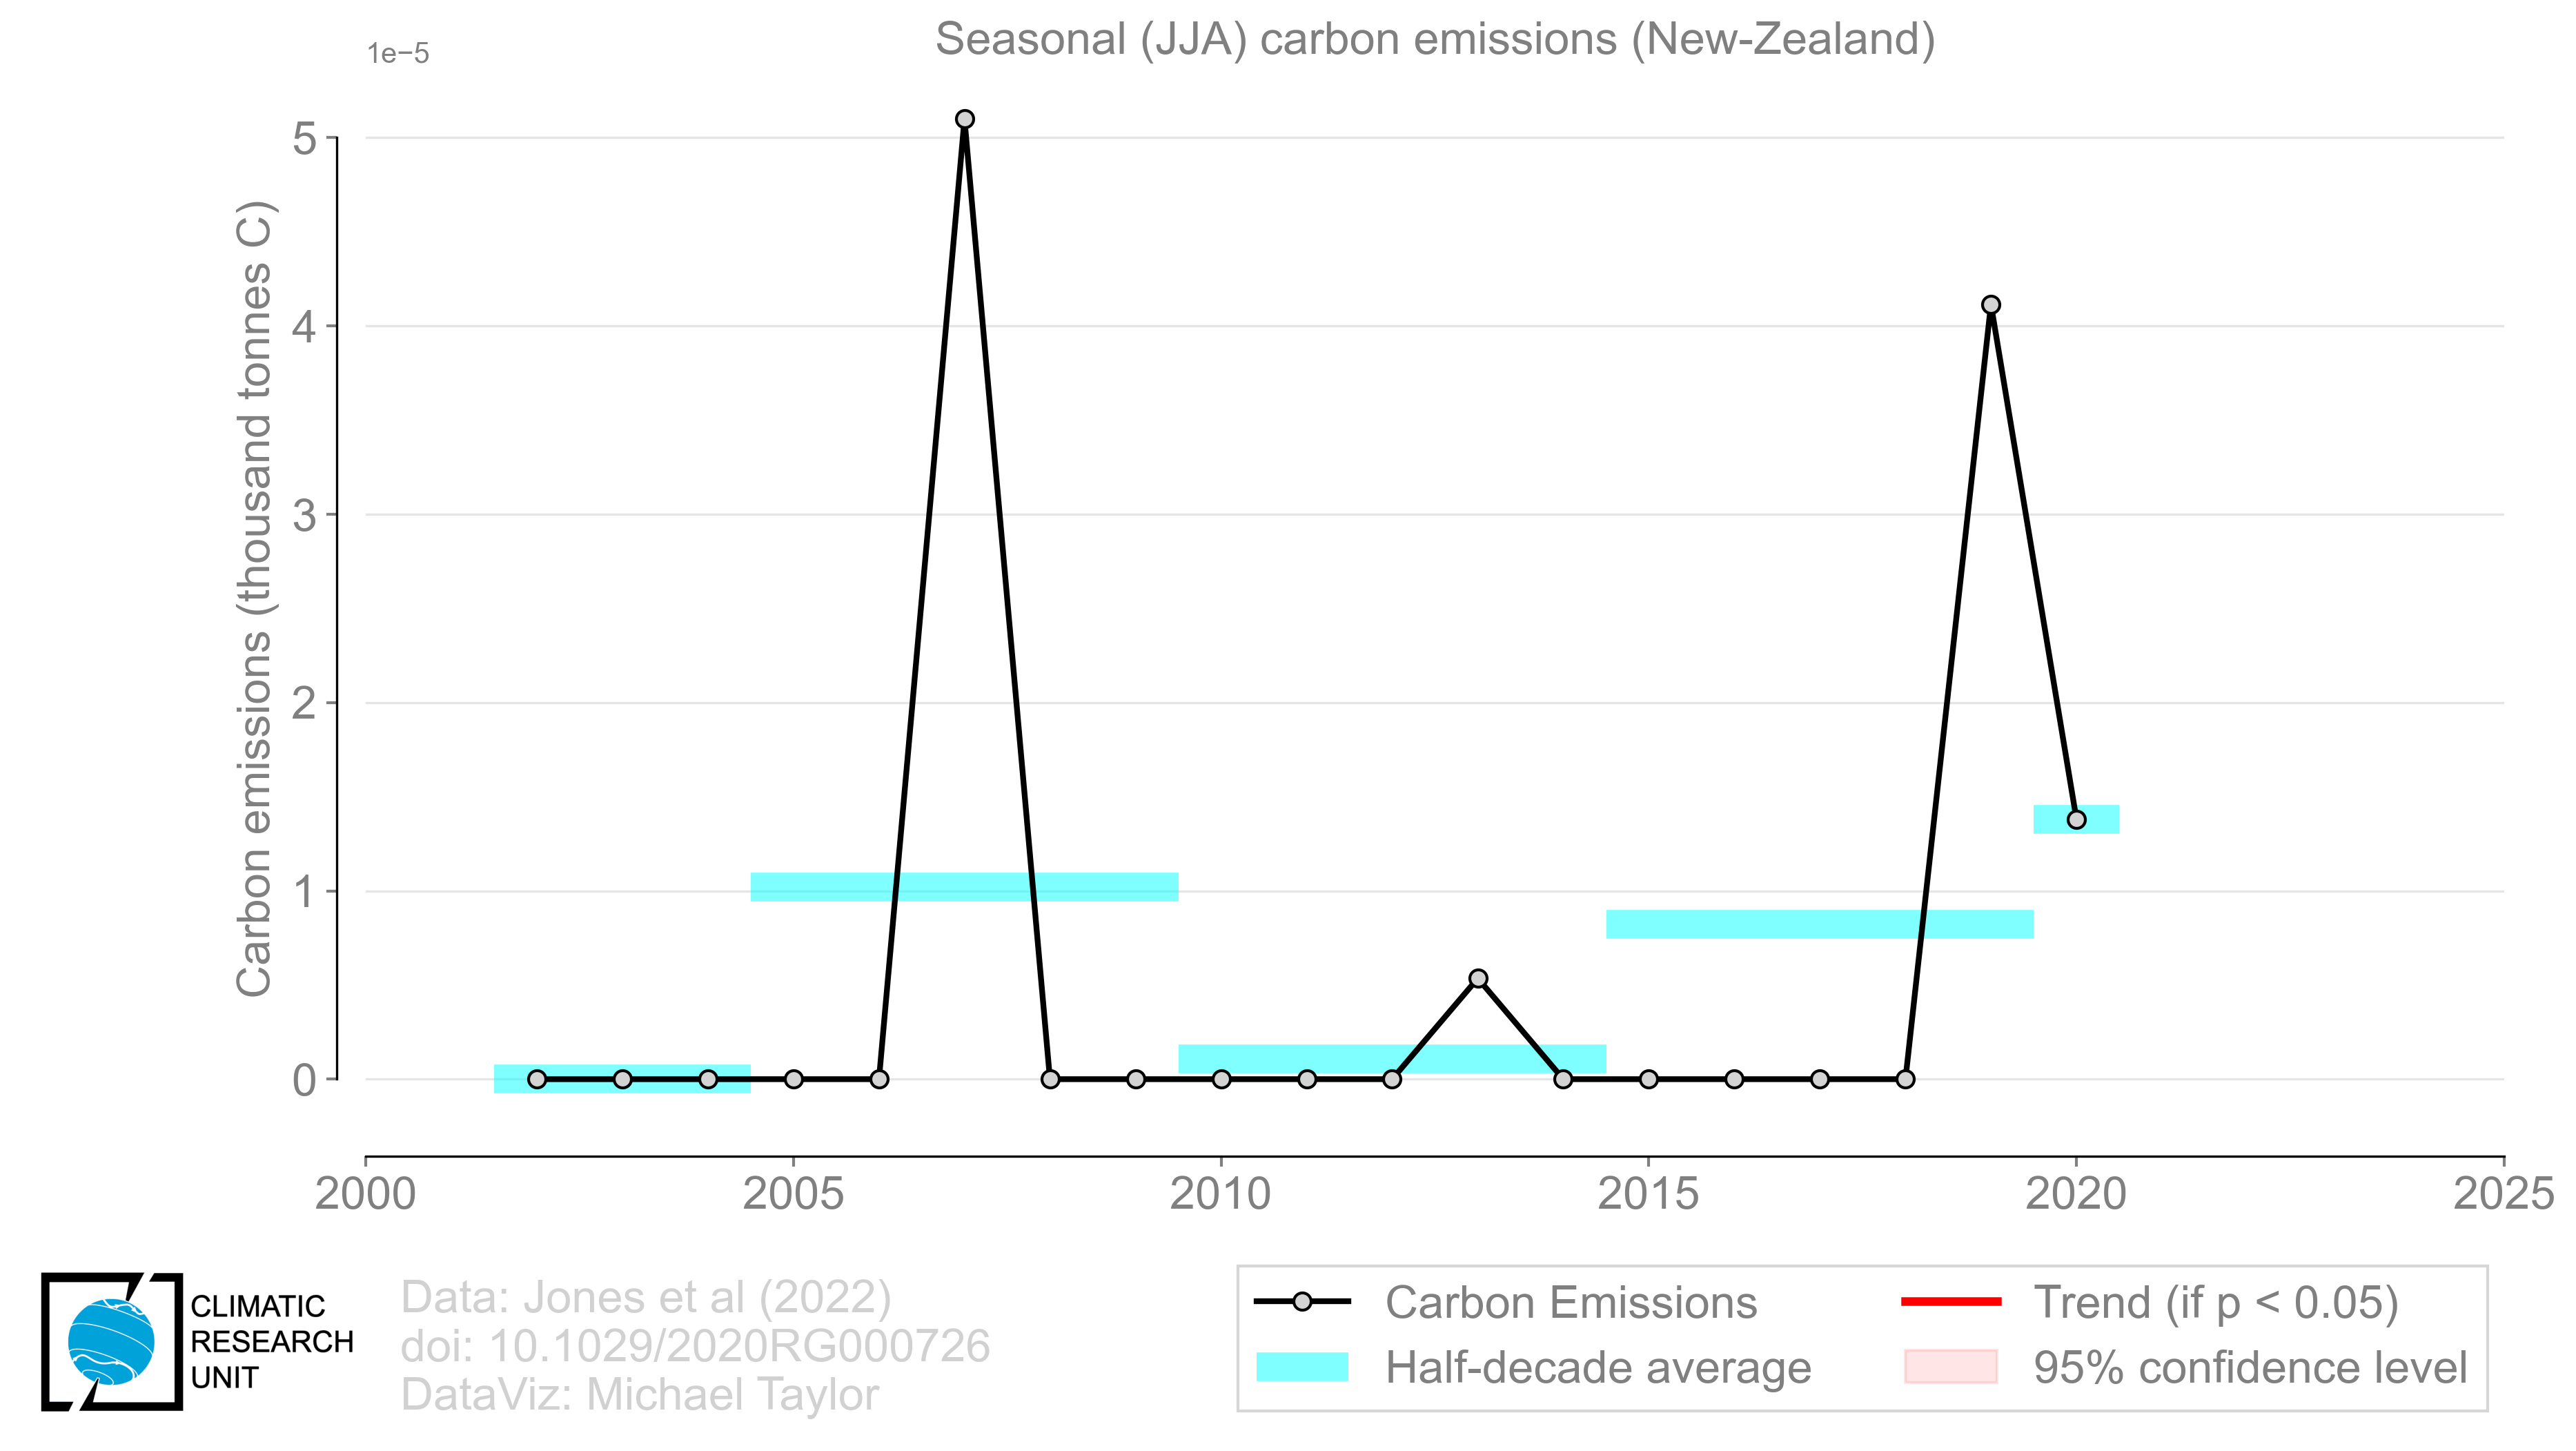 Seasonal (JJA) carbon emissions (New-Zealand)
1e−5
Carbon emissions (thousand tonnes C)
5
4
3
2
1
0
2000 2005 2010 2015 2020 2025
CLIMATIC
RESEARCH
UNIT
Data: Jones et al (2022)
doi: 10.1029/2020RG000726
DataViz: Michael Taylor
Carbon Emissions
Half-decade average
Trend (if p < 0.05)
95% confidence level